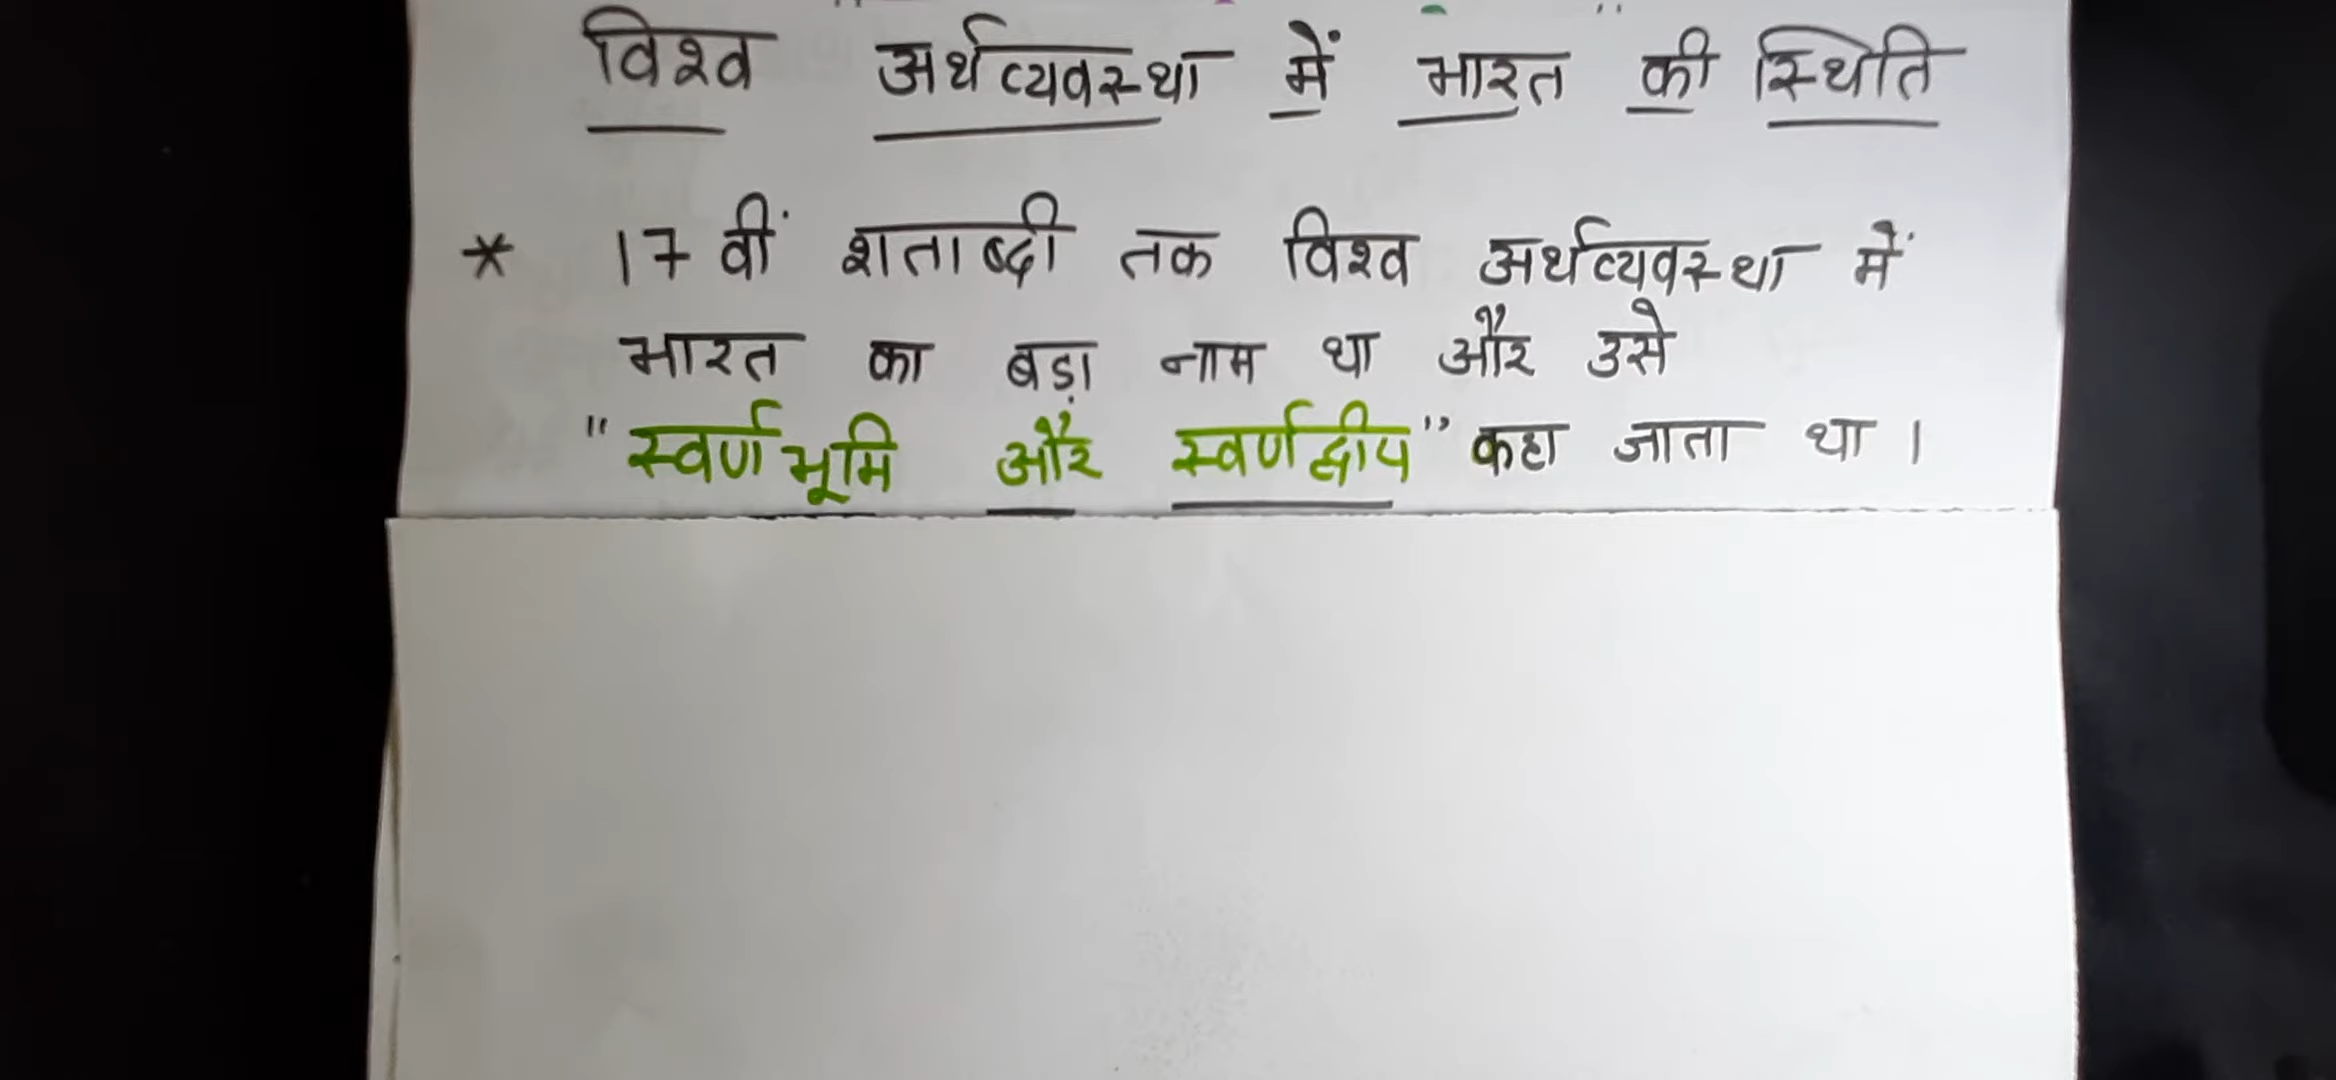 विश्व अर्थव्यवस्था में भारत की स्थिति
* 17 वीं शताब्दी तक विश्व अर्थव्यवस्था में
भारत का बड़ा नाम था और उसे
"स्वर्णभूमि और स्वर्णद्वीप" कहा जाता था।